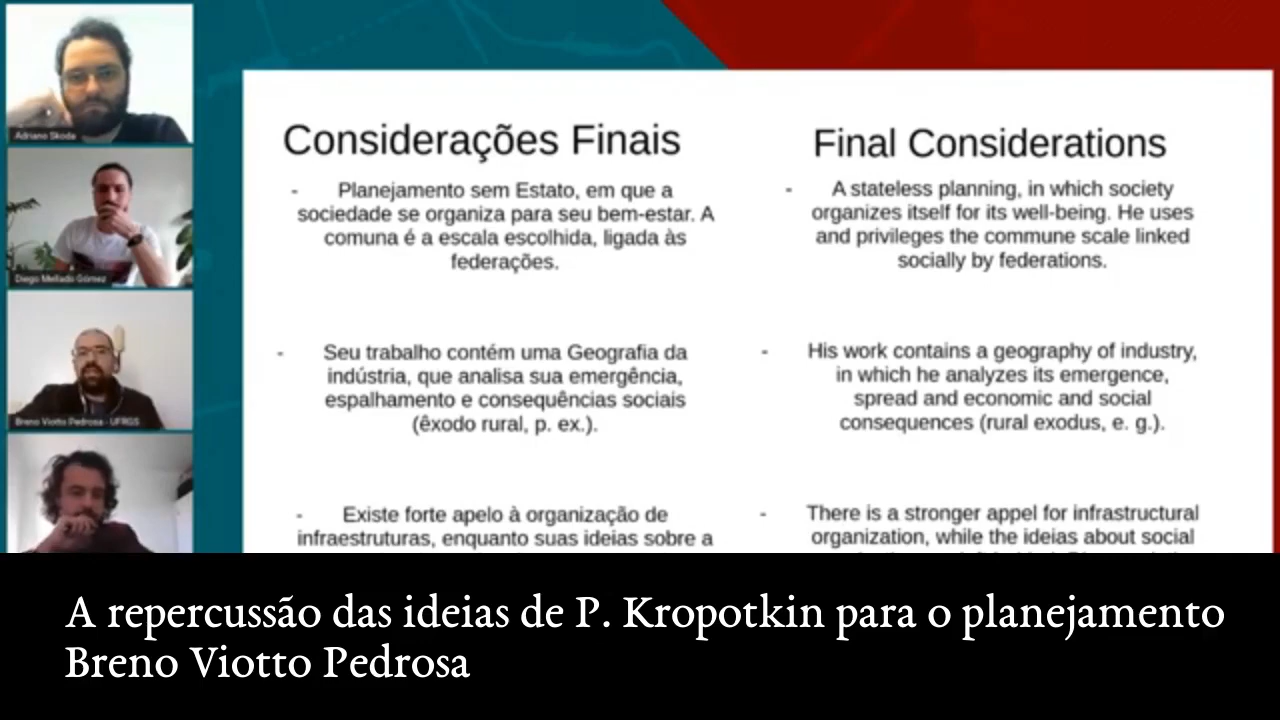 Adriano Skoda
Diego Mellado Gómez
Breno Viotto Pedrosa - UFRGS
Considerações Finais
- Planejamento sem Estato, em que a
sociedade se organiza para seu bem-estar. A
comuna é a escala escolhida, ligada às
federações.
- Seu trabalho contém uma Geografia da
indústria, que analisa sua emergência,
espalhamento e consequências sociais
(êxodo rural, p. ex.).
- Existe forte apelo à organização de
infraestruturas, enquanto suas ideias sobre a
Final Considerations
- A stateless planning, in which society
organizes itself for its well-being. He uses
and privileges the commune scale linked
socially by federations.
- His work contains a geography of industry,
in which he analyzes its emergence,
spread and economic and social
consequences (rural exodus, e. g.).
- There is a stronger appel for infrastructural
organization, while the ideias about social
A repercussão das ideias de P. Kropotkin para o planejamento
Breno Viotto Pedrosa